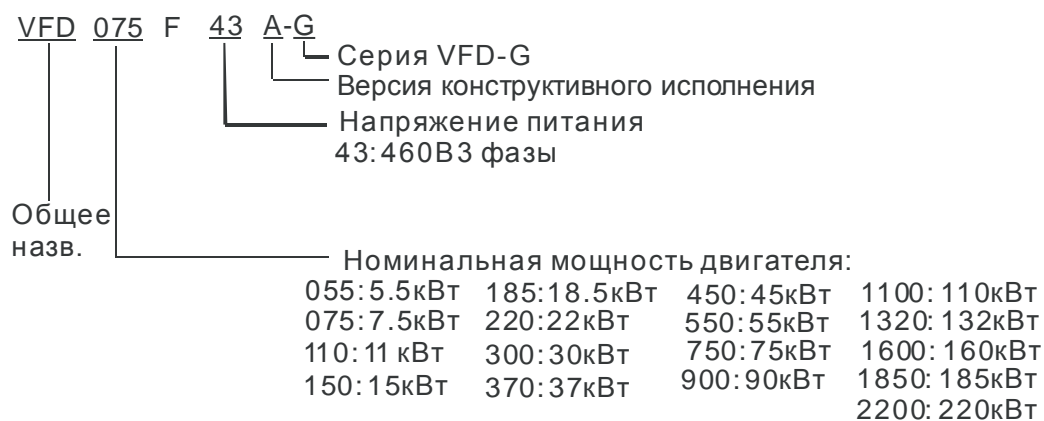 VFD 075 F 43 A-G
Серия VFD-G
Версия конструктивного исполнения
Напряжение питания
43:460В3 фазы
Общее
назв.
Номинальная мощность двигателя:
055:5.5кВт 185:18.5кВт 450:45кВт 1100:110кВт
075:7.5кВт 220:22кВт 550:55кВт 1320:132кВт
110:11 кВт 300:30кВт 750:75кВт 1600:160кВт
150:15кВт 370:37кВт 900:90кВт 1850:185кВт
2200:220кВт